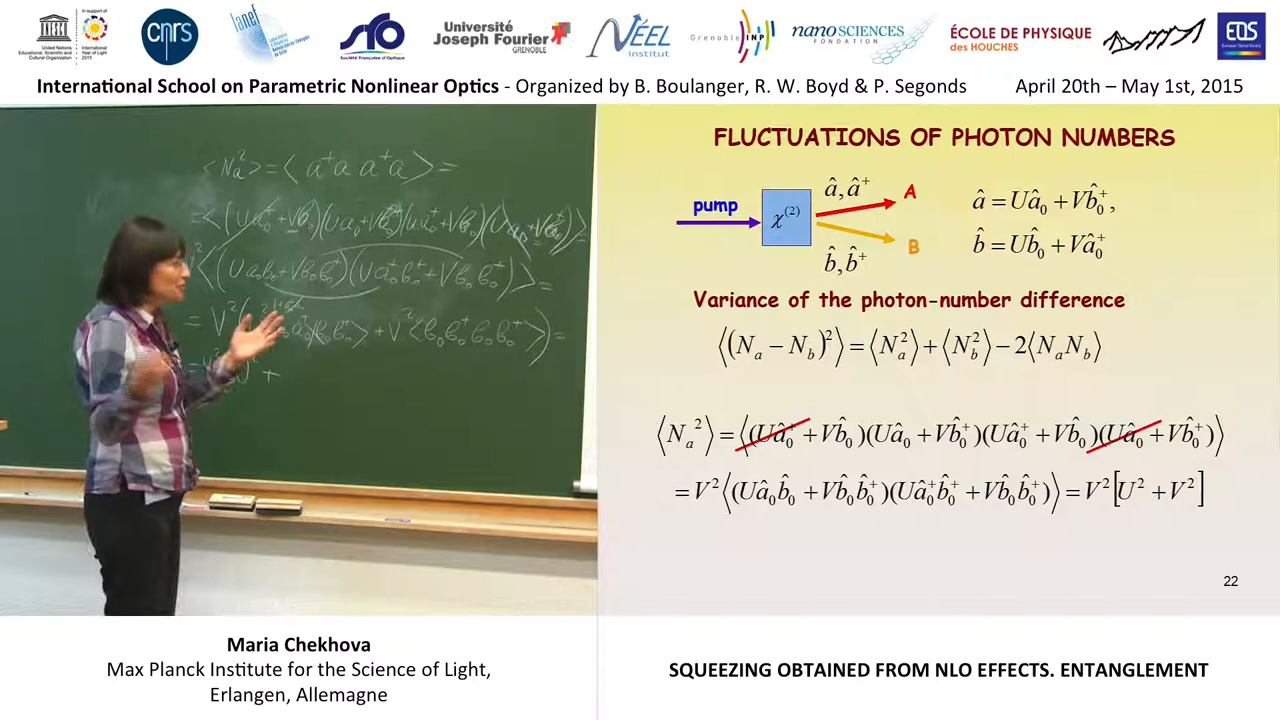 United Nations
Educational, Scientific and
Cultural Organization
In support of
International
Year of Light
2015
cnrs
lanef
SFO
Société Française d'Optique
Université
Joseph Fourier
GRENOBLE
NÉEL
institut
Grenoble INP
nanosciences
FONDATION
ÉCOLE DE PHYSIQUE
des HOUCHES
EOS
European Optical Society
International School on Parametric Nonlinear Optics - Organized by B. Boulanger, R. W. Boyd & P. Segonds April 20th – May 1st, 2015
<N_a²> = < a⁺a a⁺a > =
FLUCTUATIONS OF PHOTON NUMBERS
pump
χ⁽²⁾
â, â⁺
A
B
b̂, b̂⁺
â = Uâ₀ + Vb̂₀⁺,
b̂ = Ub̂₀ + Vâ₀⁺
Variance of the photon-number difference
⟨(N_a − N_b)²⟩ = ⟨N_a²⟩ + ⟨N_b²⟩ − 2⟨N_a N_b⟩
⟨N_a²⟩ = ⟨(Uâ₀⁺ + Vb̂₀)(Uâ₀ + Vb̂₀⁺)(Uâ₀⁺ + Vb̂₀)(Uâ₀ + Vb̂₀⁺)⟩
= V²⟨(Uâ₀b̂₀ + Vb̂₀b̂₀⁺)(Uâ₀⁺b̂₀⁺ + Vb̂₀b̂₀⁺)⟩ = V²[U² + V²]
22
Maria Chekhova
Max Planck Institute for the Science of Light,
Erlangen, Allemagne
SQUEEZING OBTAINED FROM NLO EFFECTS. ENTANGLEMENT